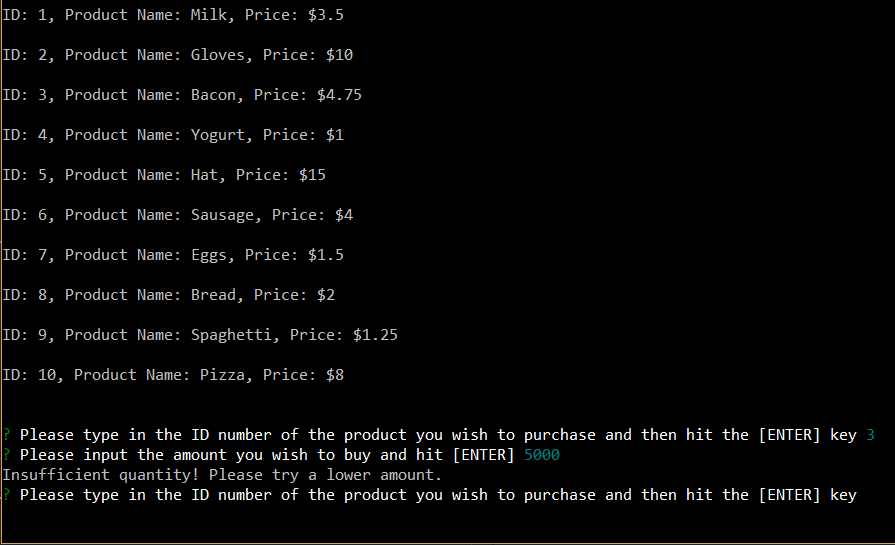 ID: 1, Product Name: Milk, Price: $3.5
ID: 2, Product Name: Gloves, Price: $10
ID: 3, Product Name: Bacon, Price: $4.75
ID: 4, Product Name: Yogurt, Price: $1
ID: 5, Product Name: Hat, Price: $15
ID: 6, Product Name: Sausage, Price: $4
ID: 7, Product Name: Eggs, Price: $1.5
ID: 8, Product Name: Bread, Price: $2
ID: 9, Product Name: Spaghetti, Price: $1.25
ID: 10, Product Name: Pizza, Price: $8
? Please type in the ID number of the product you wish to purchase and then hit the [ENTER] key 3
? Please input the amount you wish to buy and hit [ENTER] 5000
Insufficient quantity! Please try a lower amount.
? Please type in the ID number of the product you wish to purchase and then hit the [ENTER] key